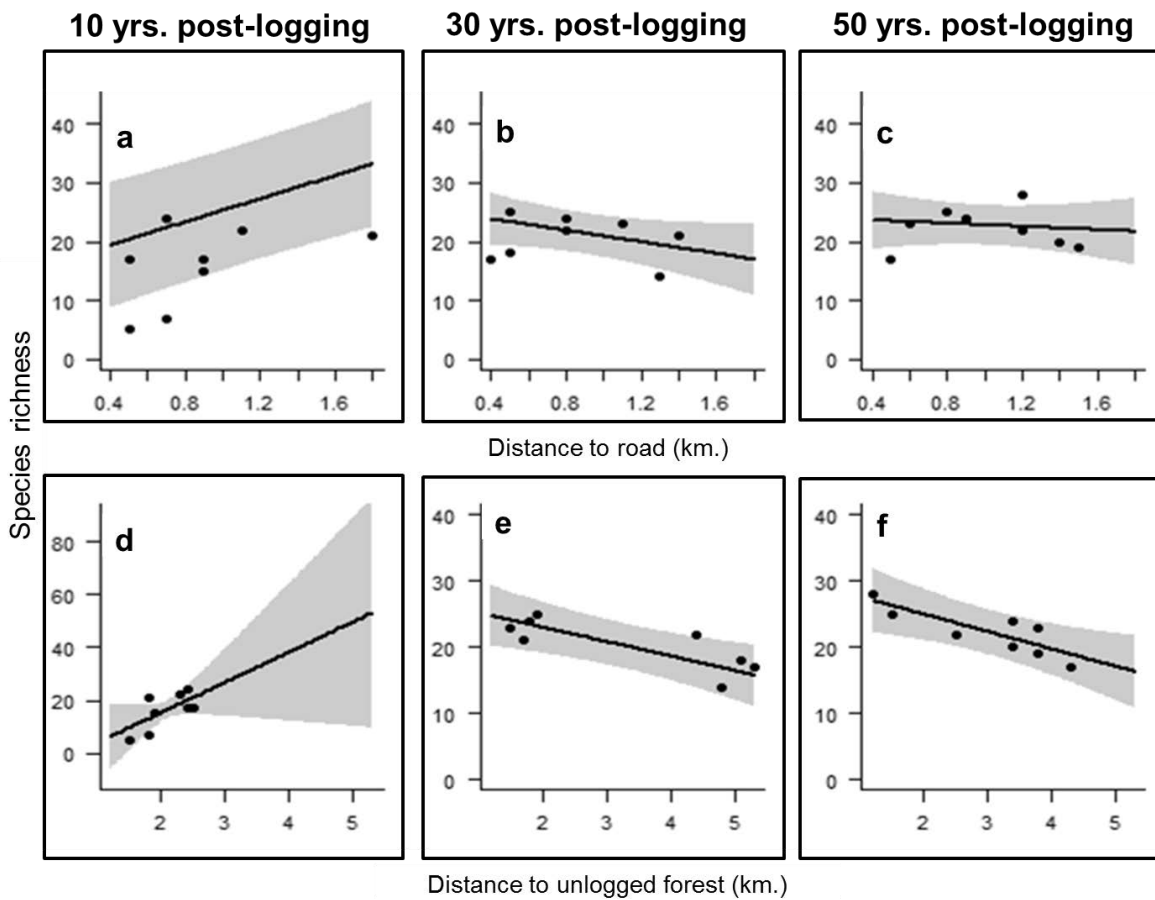 10 yrs. post-logging
30 yrs. post-logging
50 yrs. post-logging
Species richness
a
40
30
20
10
0
0.4 0.8 1.2 1.6
b
40
30
20
10
0
0.4 0.8 1.2 1.6
c
40
30
20
10
0
0.4 0.8 1.2 1.6
Distance to road (km.)
d
80
60
40
20
0
2 3 4 5
e
40
30
20
10
0
2 3 4 5
f
40
30
20
10
0
2 3 4 5
Distance to unlogged forest (km.)